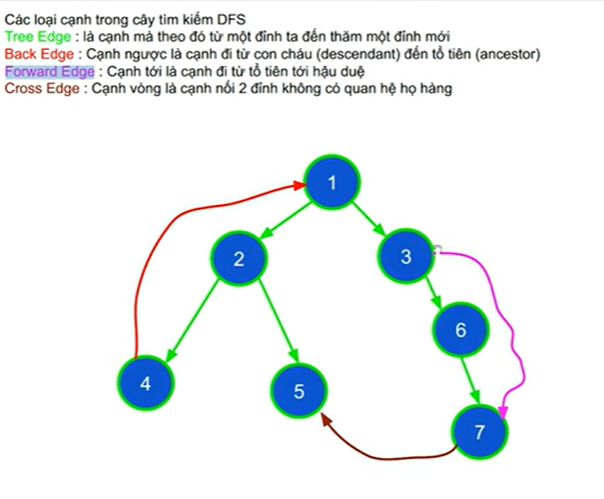 Các loại cạnh trong cây tìm kiếm DFS
Tree Edge : là cạnh mà theo đó từ một đỉnh ta đến thăm một đỉnh mới
Back Edge : Cạnh ngược là cạnh đi từ con cháu (descendant) đến tổ tiên (ancestor)
Forward Edge : Cạnh tới là cạnh đi từ tổ tiên tới hậu duệ
Cross Edge : Cạnh vòng là cạnh nối 2 đỉnh không có quan hệ họ hàng
1
2
3
6
4
5
7